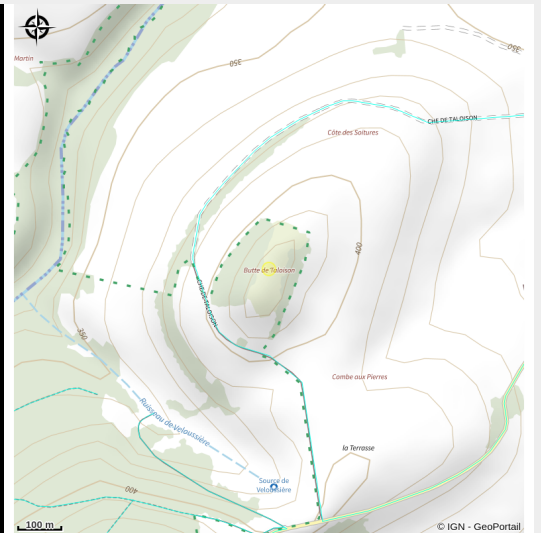 350
350
Martin
CHE DE TALOISON
Côte des Soitures
400
Butte de Taloison
CHE DE TALOISON
350
Combe aux Pierres
Ruisseau de Veloussière
la Terrasse
Source de
Veloussière
400
100 m
© IGN - GeoPortail